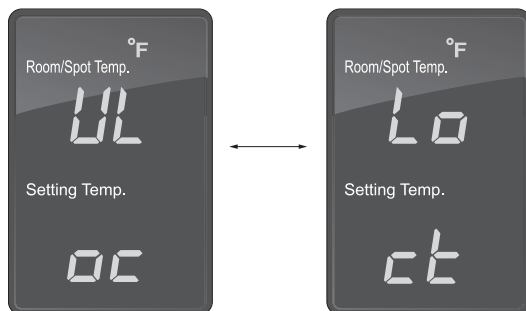 °F
Room/Spot Temp.
UL
Setting Temp.
oc
°F
Room/Spot Temp.
Lo
Setting Temp.
ct